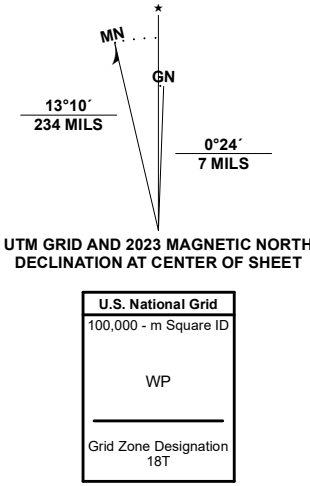 MN
GN
13°10´
234 MILS
0°24´
7 MILS
UTM GRID AND 2023 MAGNETIC NORTH
DECLINATION AT CENTER OF SHEET
U.S. National Grid
100,000 - m Square ID
WP
Grid Zone Designation
18T